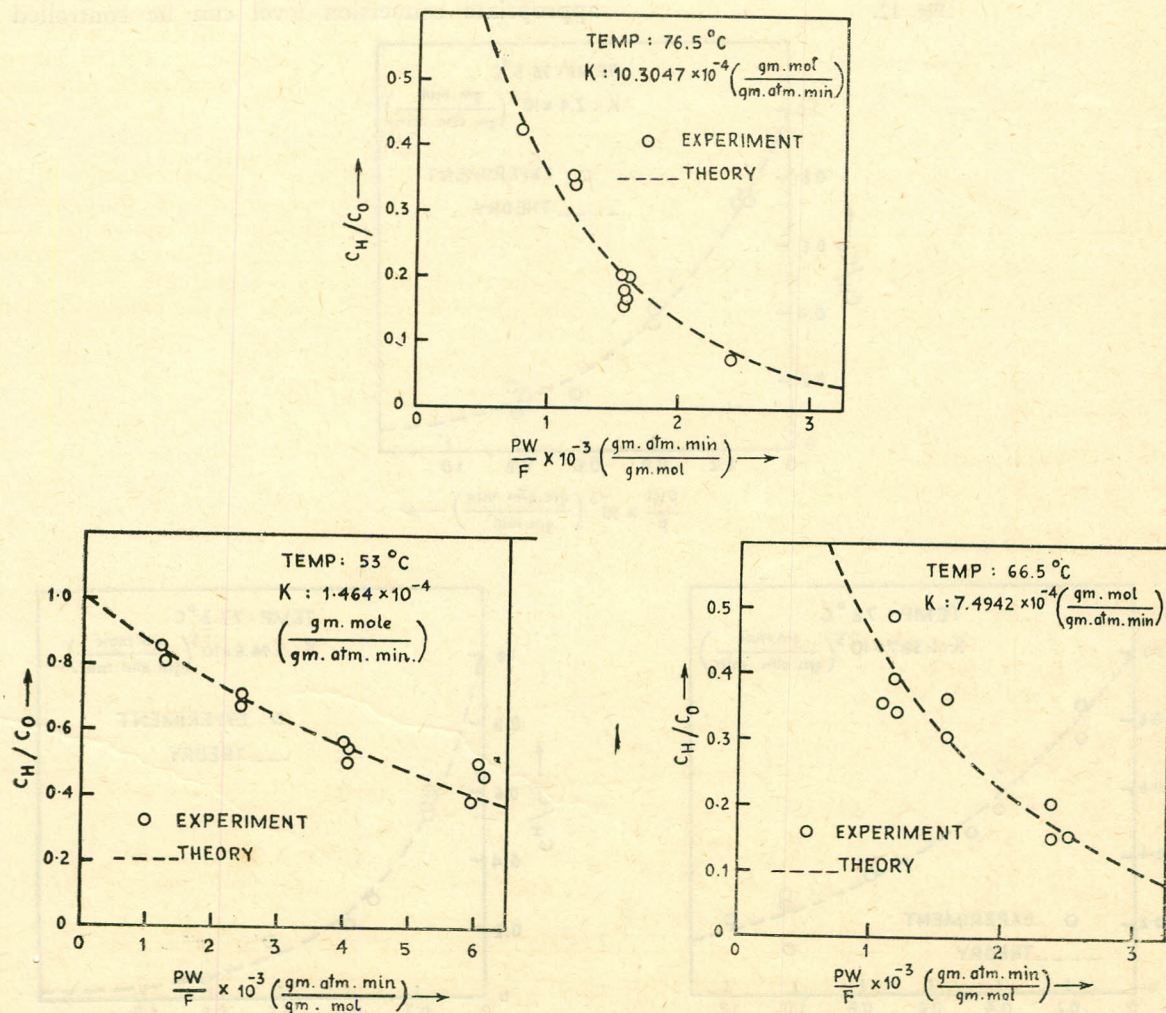 TEMP : 76.5 °C
K : 10.3047 ×10⁻⁴ (gm.mol / gm.atm.min)
○ EXPERIMENT
---- THEORY
C_H/C_O →
0.5
0.4
0.3
0.2
0.1
0
0 1 2 3
PW/F × 10⁻³ (gm. atm. min / gm.mol) →
TEMP: 53 °C
K : 1.464 ×10⁻⁴
(gm. mole / gm. atm. min.)
C_H/C_O →
1.0
0.8
0.6
0.4
0.2
0
○ EXPERIMENT
---- THEORY
0 1 2 3 4 5 6
PW/F × 10⁻³ (gm. atm. min / gm. mol) →
TEMP : 66.5 °C
K : 7.4942 ×10⁻⁴ (gm. mol / gm.atm.min)
C_H/C_O →
0.5
0.4
0.3
0.2
0.1
0
○ EXPERIMENT
---- THEORY
0 1 2 3
PW/F × 10⁻³ (gm. atm. min / gm.mol) →